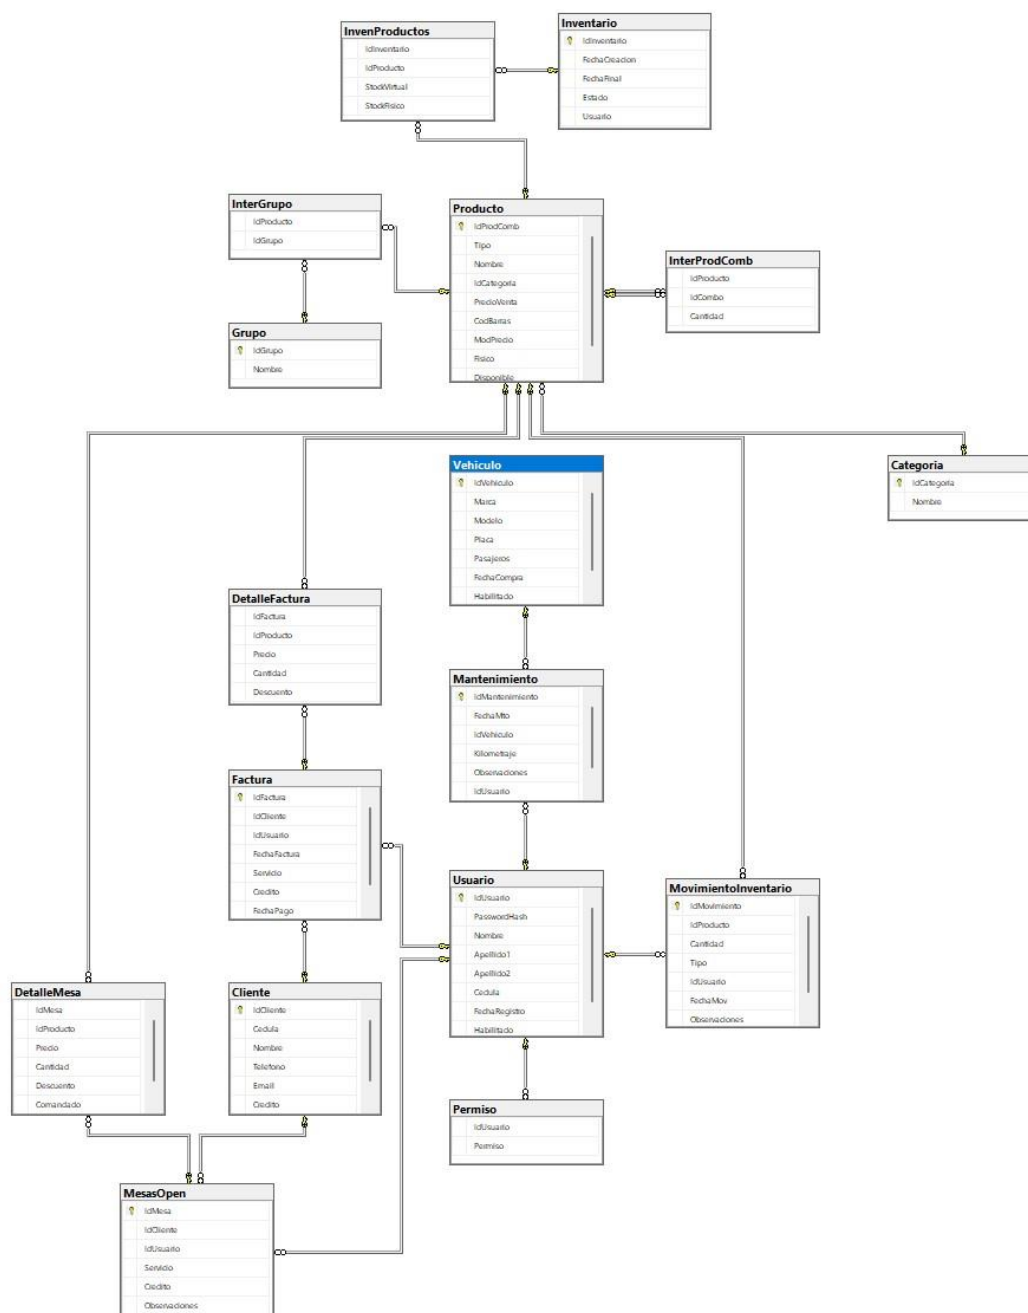 InvenProductos
IdInventario
IdProducto
StockVirtual
StockFisico
Inventario
IdInventario
FechaCreacion
FechaFinal
Estado
Usuario
InterGrupo
IdProducto
IdGrupo
Grupo
IdGrupo
Nombre
Producto
IdProdComb
Tipo
Nombre
IdCategoria
PrecioVenta
CodBarras
ModPrecio
Fisico
Disponible
InterProdComb
IdProducto
IdCombo
Cantidad
Categoria
IdCategoria
Nombre
Vehiculo
IdVehiculo
Marca
Modelo
Placa
Pasajeros
FechaCompra
Habilitado
DetalleFactura
IdFactura
IdProducto
Precio
Cantidad
Descuento
Mantenimiento
IdMantenimiento
FechaMto
IdVehiculo
Kilometraje
Observaciones
IdUsuario
Factura
IdFactura
IdCliente
IdUsuario
FechaFactura
Servicio
Credito
FechaPago
Usuario
IdUsuario
PasswordHash
Nombre
Apellido1
Apellido2
Cedula
FechaRegistro
Habilitado
MovimientoInventario
IdMovimiento
IdProducto
Cantidad
Tipo
IdUsuario
FechaMov
Observaciones
DetalleMesa
IdMesa
IdProducto
Precio
Cantidad
Descuento
Comandado
Cliente
IdCliente
Cedula
Nombre
Telefono
Email
Credito
Permiso
IdUsuario
Permiso
MesasOpen
IdMesa
IdCliente
IdUsuario
Servicio
Credito
Observaciones